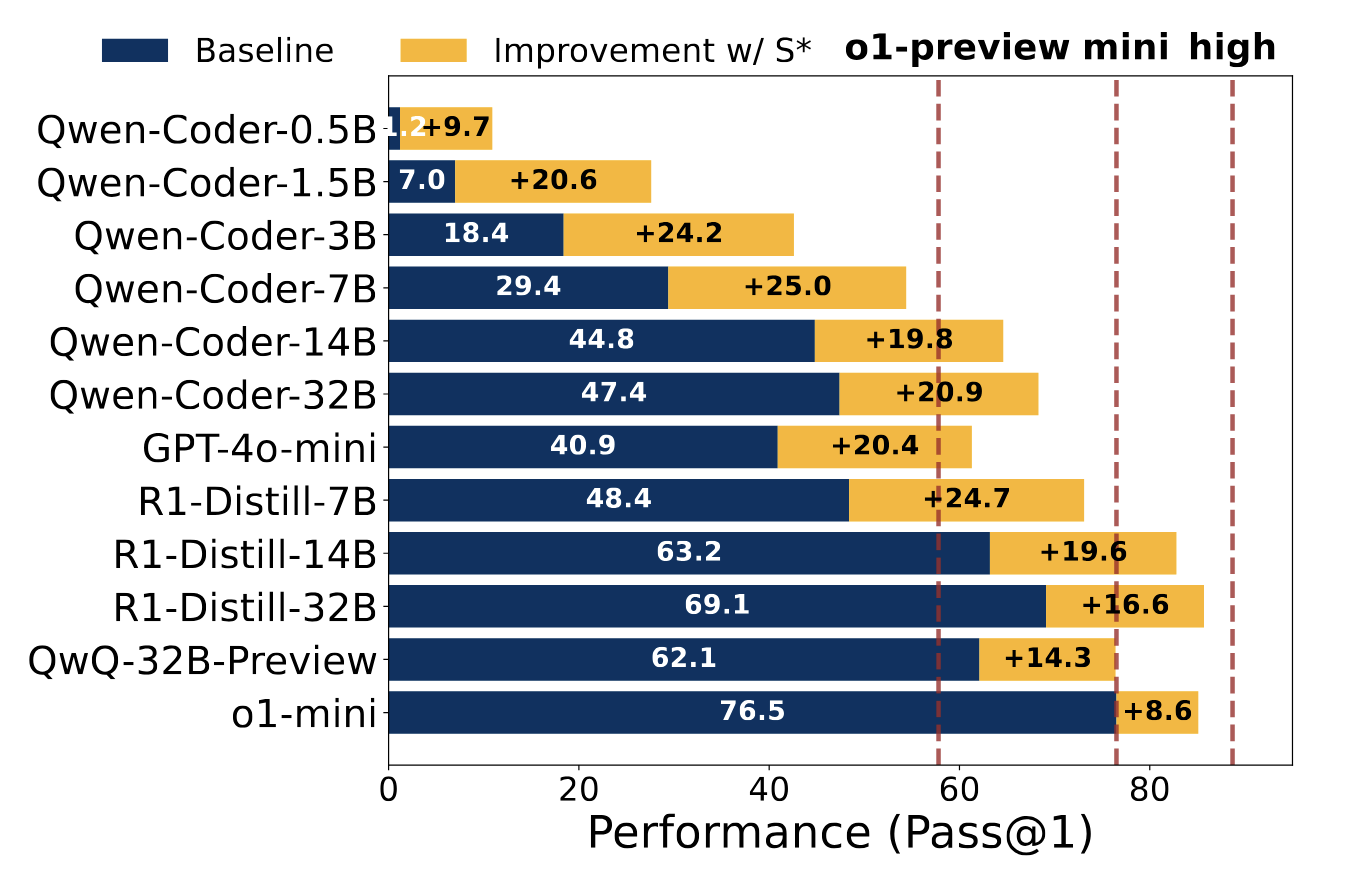 Baseline Improvement w/ S* o1-preview mini high
Qwen-Coder-0.5B 1.2 +9.7
Qwen-Coder-1.5B 7.0 +20.6
Qwen-Coder-3B 18.4 +24.2
Qwen-Coder-7B 29.4 +25.0
Qwen-Coder-14B 44.8 +19.8
Qwen-Coder-32B 47.4 +20.9
GPT-4o-mini 40.9 +20.4
R1-Distill-7B 48.4 +24.7
R1-Distill-14B 63.2 +19.6
R1-Distill-32B 69.1 +16.6
QwQ-32B-Preview 62.1 +14.3
o1-mini 76.5 +8.6
0 20 40 60 80
Performance (Pass@1)